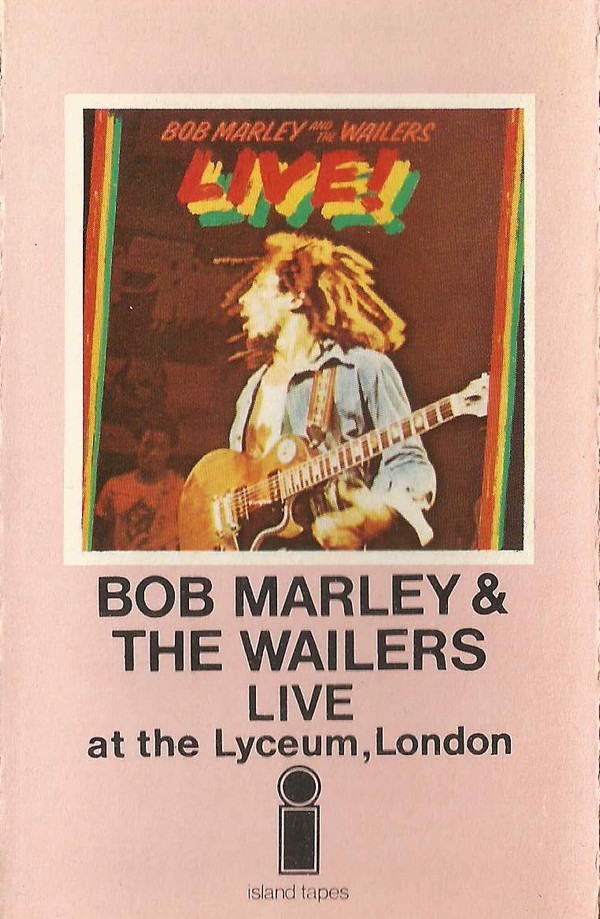 BOB MARLEY AND THE WAILERS
LIVE!
BOB MARLEY &
THE WAILERS
LIVE
at the Lyceum, London
i
island tapes